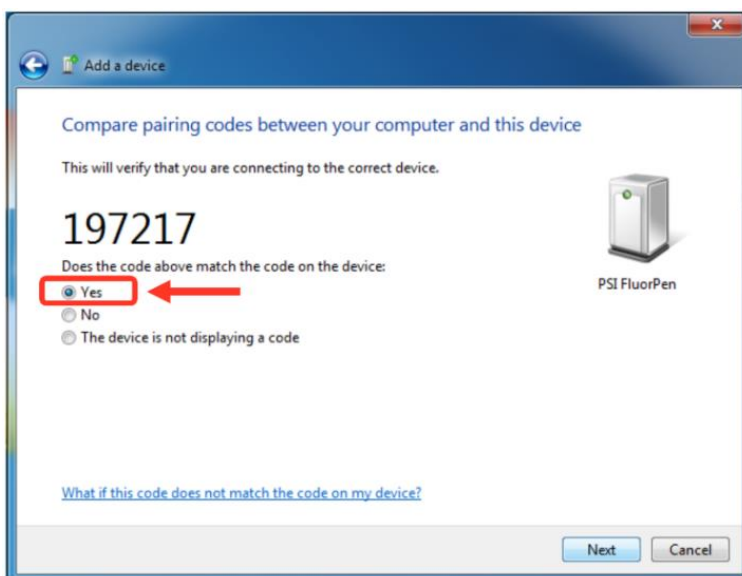 Add a device
Compare pairing codes between your computer and this device
This will verify that you are connecting to the correct device.
197217
Does the code above match the code on the device:
Yes
No
The device is not displaying a code
PSI FluorPen
What if this code does not match the code on my device?
Next Cancel